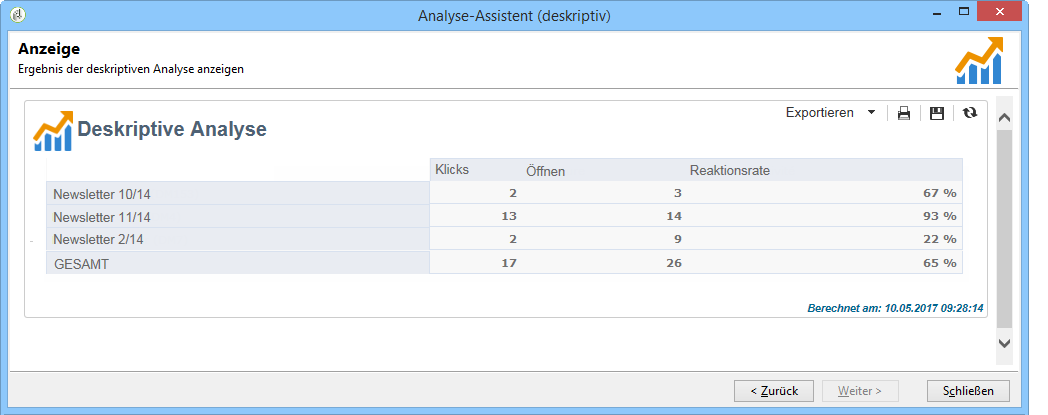 Analyse-Assistent (deskriptiv)
Anzeige
Ergebnis der deskriptiven Analyse anzeigen
Exportieren
Deskriptive Analyse
Klicks Öffnen Reaktionsrate
Newsletter 10/14 2 3 67 %
Newsletter 11/14 13 14 93 %
Newsletter 2/14 2 9 22 %
GESAMT 17 26 65 %
Berechnet am: 10.05.2017 09:28:14
< Zurück Weiter > Schließen